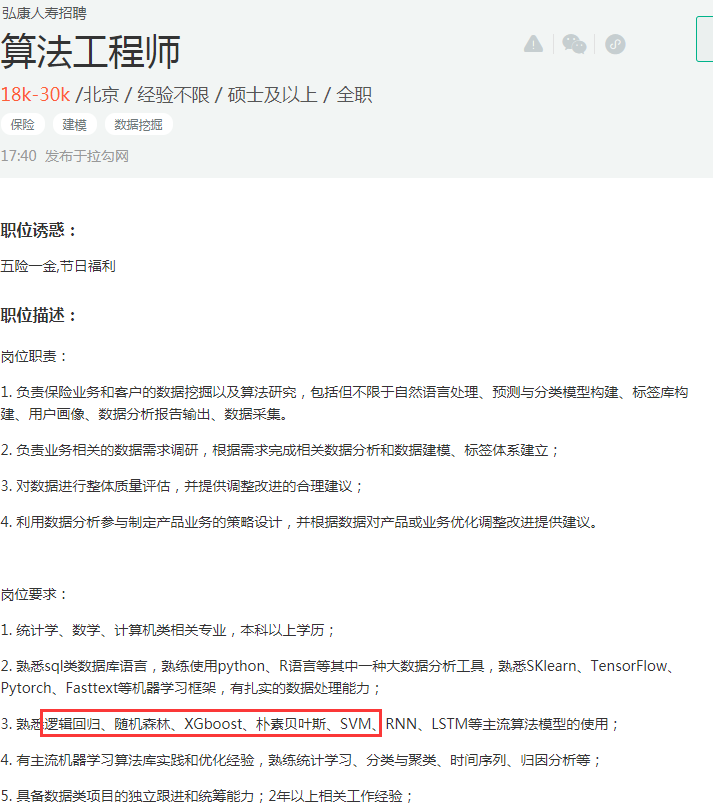 弘康人寿招聘
算法工程师
18k-30k /北京 / 经验不限 / 硕士及以上 / 全职
保险 建模 数据挖掘
17:40 发布于拉勾网
职位诱惑：
五险一金,节日福利
职位描述：
岗位职责：
1. 负责保险业务和客户的数据挖掘以及算法研究，包括但不限于自然语言处理、预测与分类模型构建、标签库构
建、用户画像、数据分析报告输出、数据采集。
2. 负责业务相关的数据需求调研，根据需求完成相关数据分析和数据建模、标签体系建立；
3. 对数据进行整体质量评估，并提供调整改进的合理建议；
4. 利用数据分析参与制定产品业务的策略设计，并根据数据对产品或业务优化调整改进提供建议。
岗位要求：
1. 统计学、数学、计算机类相关专业，本科以上学历；
2. 熟悉sql类数据库语言，熟练使用python、R语言等其中一种大数据分析工具，熟悉SKlearn、TensorFlow、
Pytorch、Fasttext等机器学习框架，有扎实的数据处理能力；
3. 熟悉逻辑回归、随机森林、XGboost、朴素贝叶斯、SVM、RNN、LSTM等主流算法模型的使用；
4. 有主流机器学习算法库实践和优化经验，熟练统计学习、分类与聚类、时间序列、归因分析等；
5. 具备数据类项目的独立跟进和统筹能力；2年以上相关工作经验；